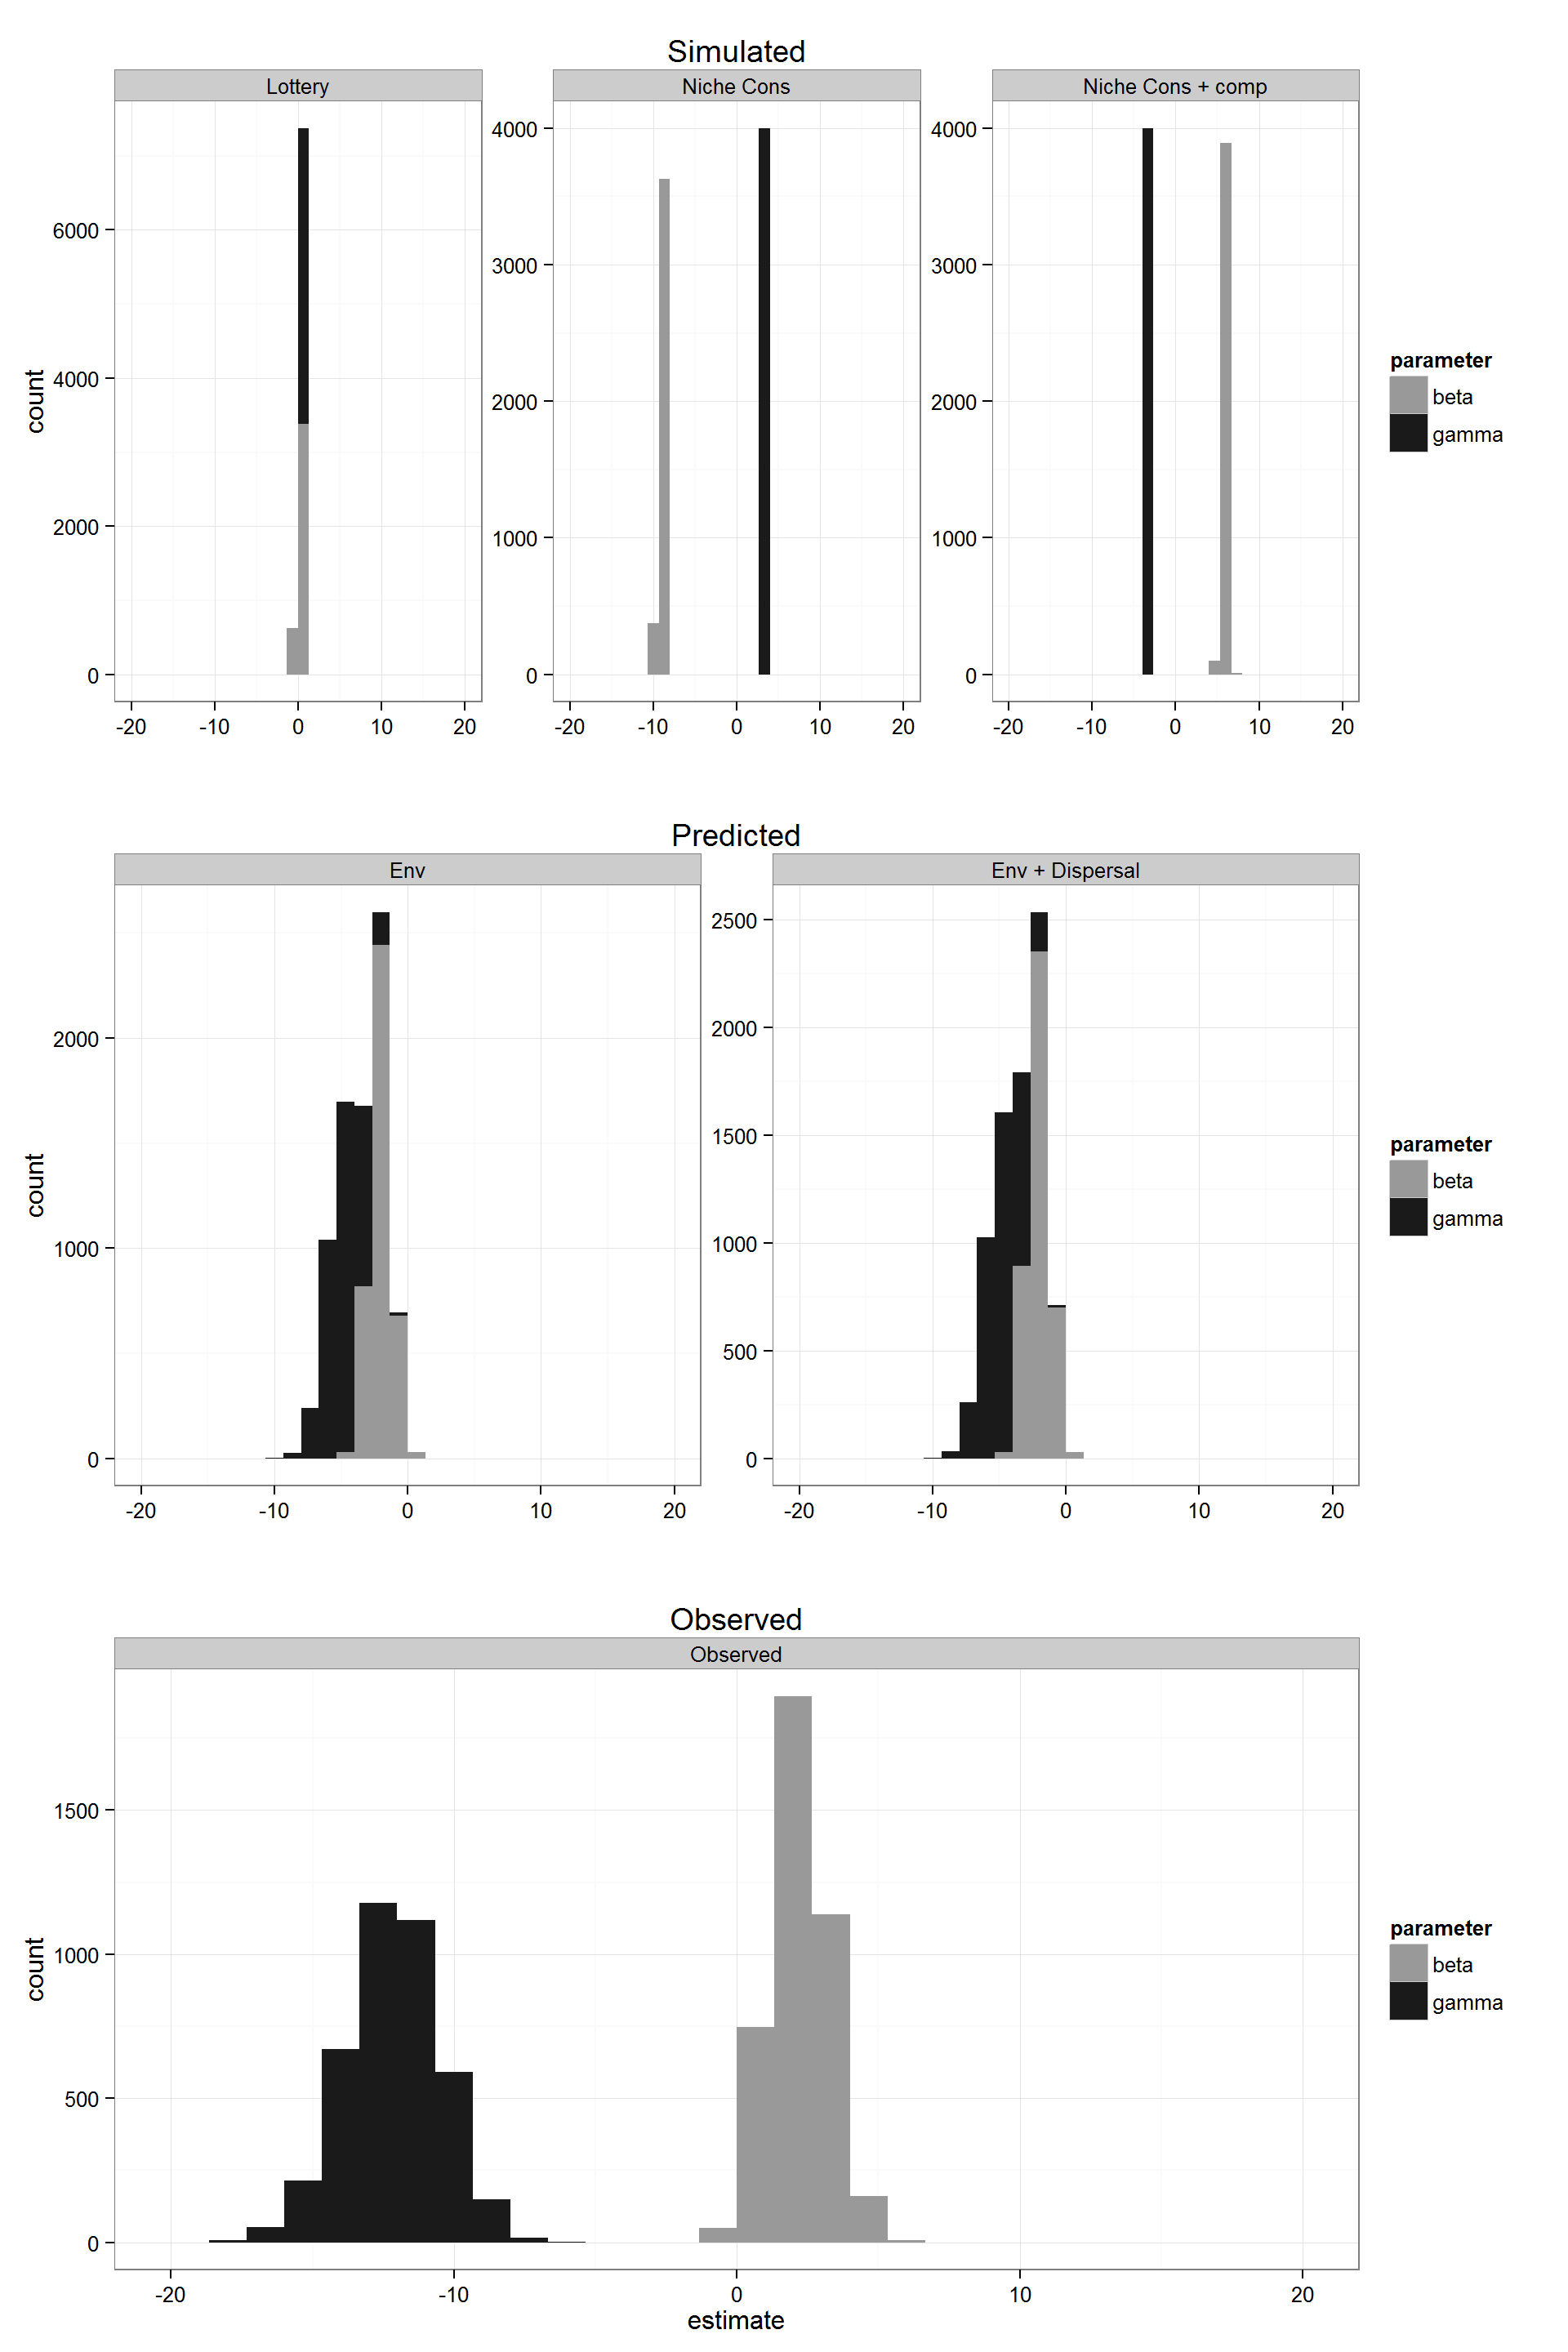 Simulated
Lottery
Niche Cons
Niche Cons + comp
count
0
2000
4000
6000
0
1000
2000
3000
4000
0
1000
2000
3000
4000
-20 -10 0 10 20
-20 -10 0 10 20
-20 -10 0 10 20
parameter
beta
gamma
Predicted
Env
Env + Dispersal
count
0
1000
2000
0
500
1000
1500
2000
2500
-20 -10 0 10 20
-20 -10 0 10 20
parameter
beta
gamma
Observed
Observed
count
0
500
1000
1500
-20 -10 0 10 20
estimate
parameter
beta
gamma